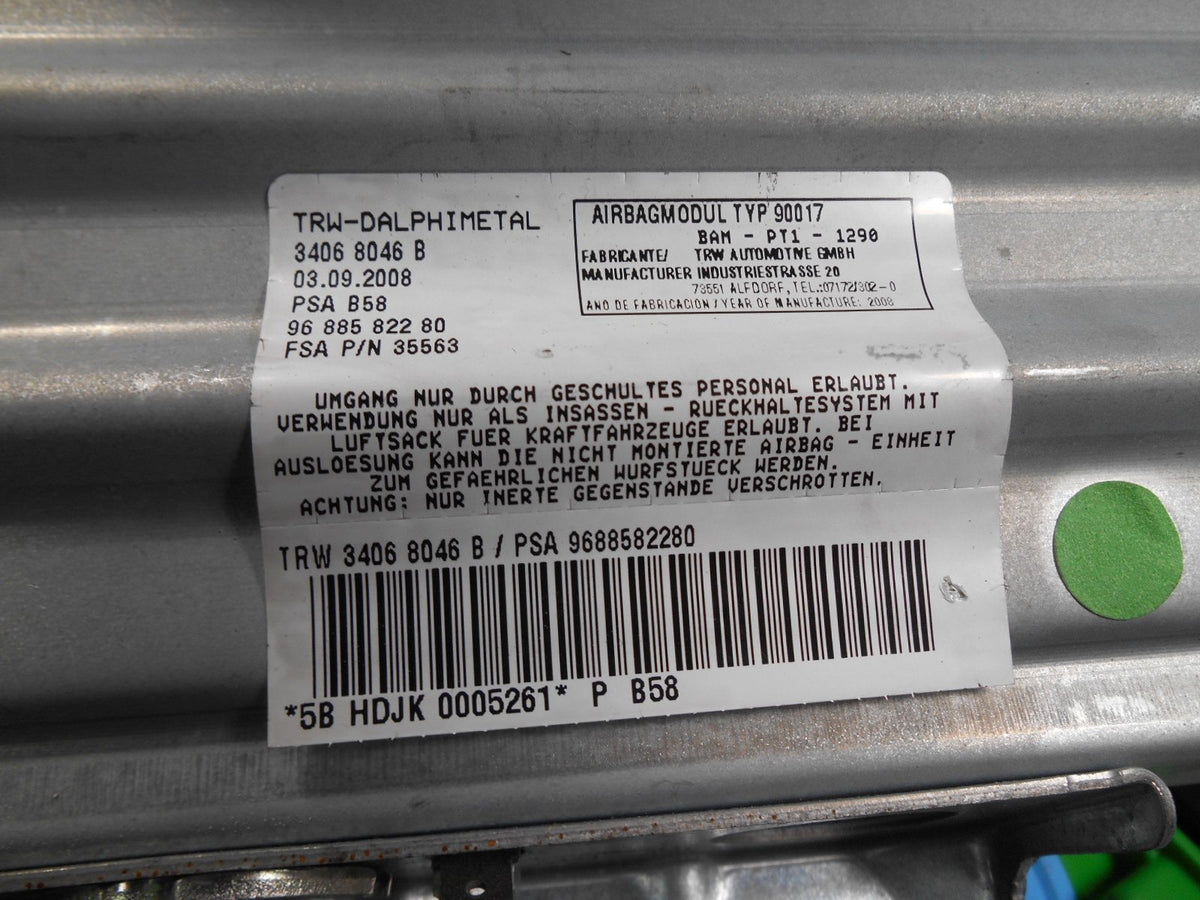 TRW-DALPHIMETAL
3406 8046 B
03.09.2008
PSA B58
96 885 822 80
FSA P/N 35563
AIRBAGMODUL TYP 90017
BAM - PT1 - 1290
FABRICANTE/ TRW AUTOMOTIVE GMBH
MANUFACTURER INDUSTRIESTRASSE 20
73551 ALFDORF, TEL.:07172/302-0
ANO DE FABRICACION / YEAR OF MANUFACTURE: 2008
UMGANG NUR DURCH GESCHULTES PERSONAL ERLAUBT.
VERWENDUNG NUR ALS INSASSEN - RUECKHALTESYSTEM MIT
LUFTSACK FUER KRAFTFAHRZEUGE ERLAUBT. BEI
AUSLOESUNG KANN DIE NICHT MONTIERTE AIRBAG - EINHEIT
ZUM GEFAEHRLICHEN WURFSTUECK WERDEN.
ACHTUNG: NUR INERTE GEGENSTANDE VERSCHROTTEN.
TRW 3406 8046 B / PSA 9688582280
*5B HDJK 0005261* P B58